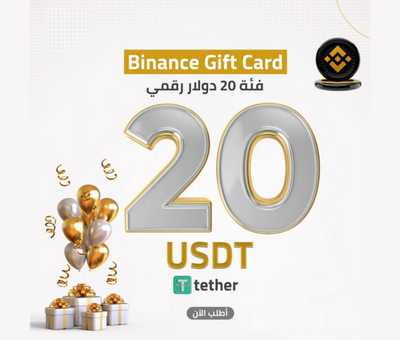 Binance Gift Card
فئة 20 دولار رقمي
20
USDT
tether
أطلب الآن